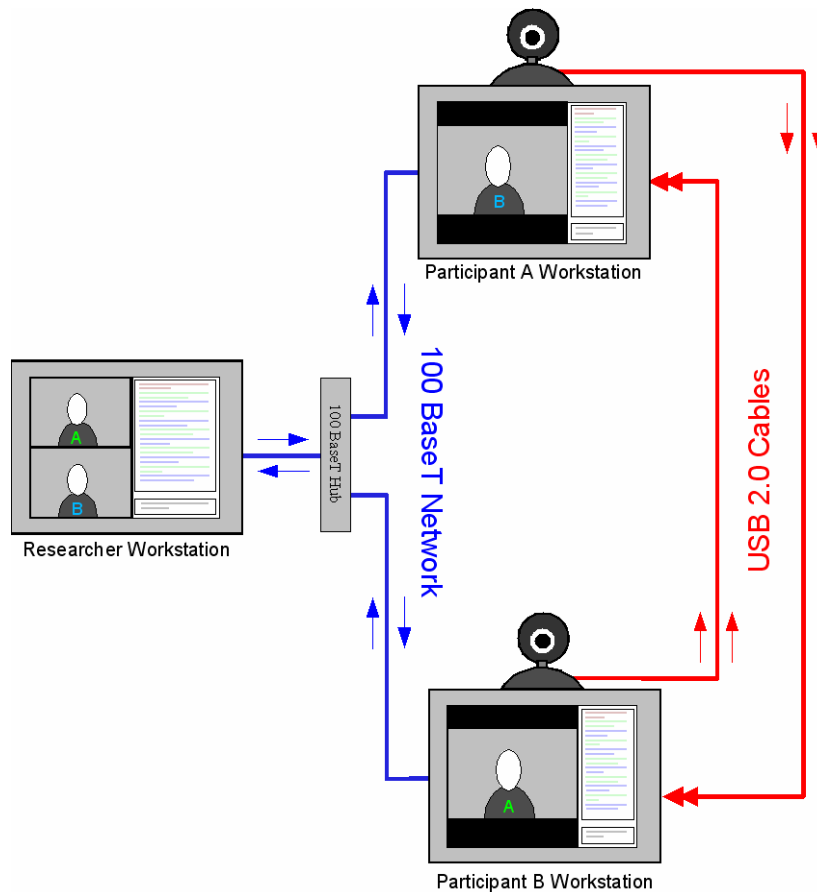 B
Participant A Workstation
A
B
Researcher Workstation
100 BaseT Hub
100 BaseT Network
USB 2.0 Cables
A
Participant B Workstation